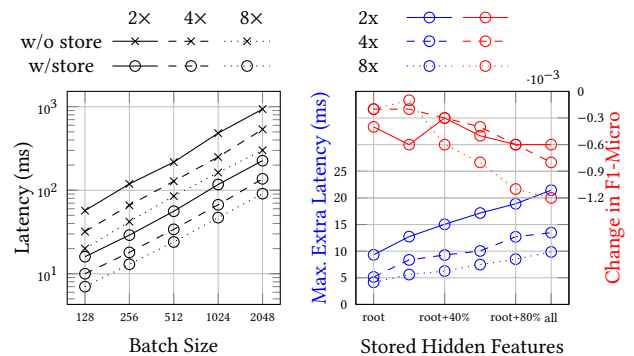 2× 4× 8×
w/o store
w/store
Latency (ms)
10³
10²
10¹
128 256 512 1024 2048
Batch Size
2x
4x
8x
·10⁻³
Max. Extra Latency (ms)
25
20
15
10
5
0
0
−0.3
−0.6
−0.9
−1.2
Change in F1-Micro
root root+40% root+80% all
Stored Hidden Features